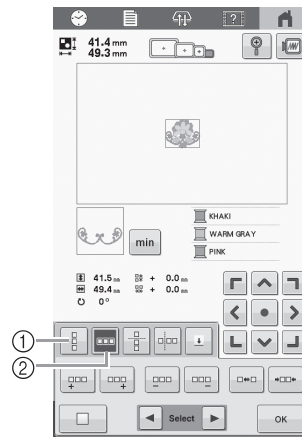 ?
41.4 mm
49.3 mm
KHAKI
WARM GRAY
PINK
min
41.5 mm + 0.0 mm
49.4 mm + 0.0 mm
0°
①
②
Select
OK